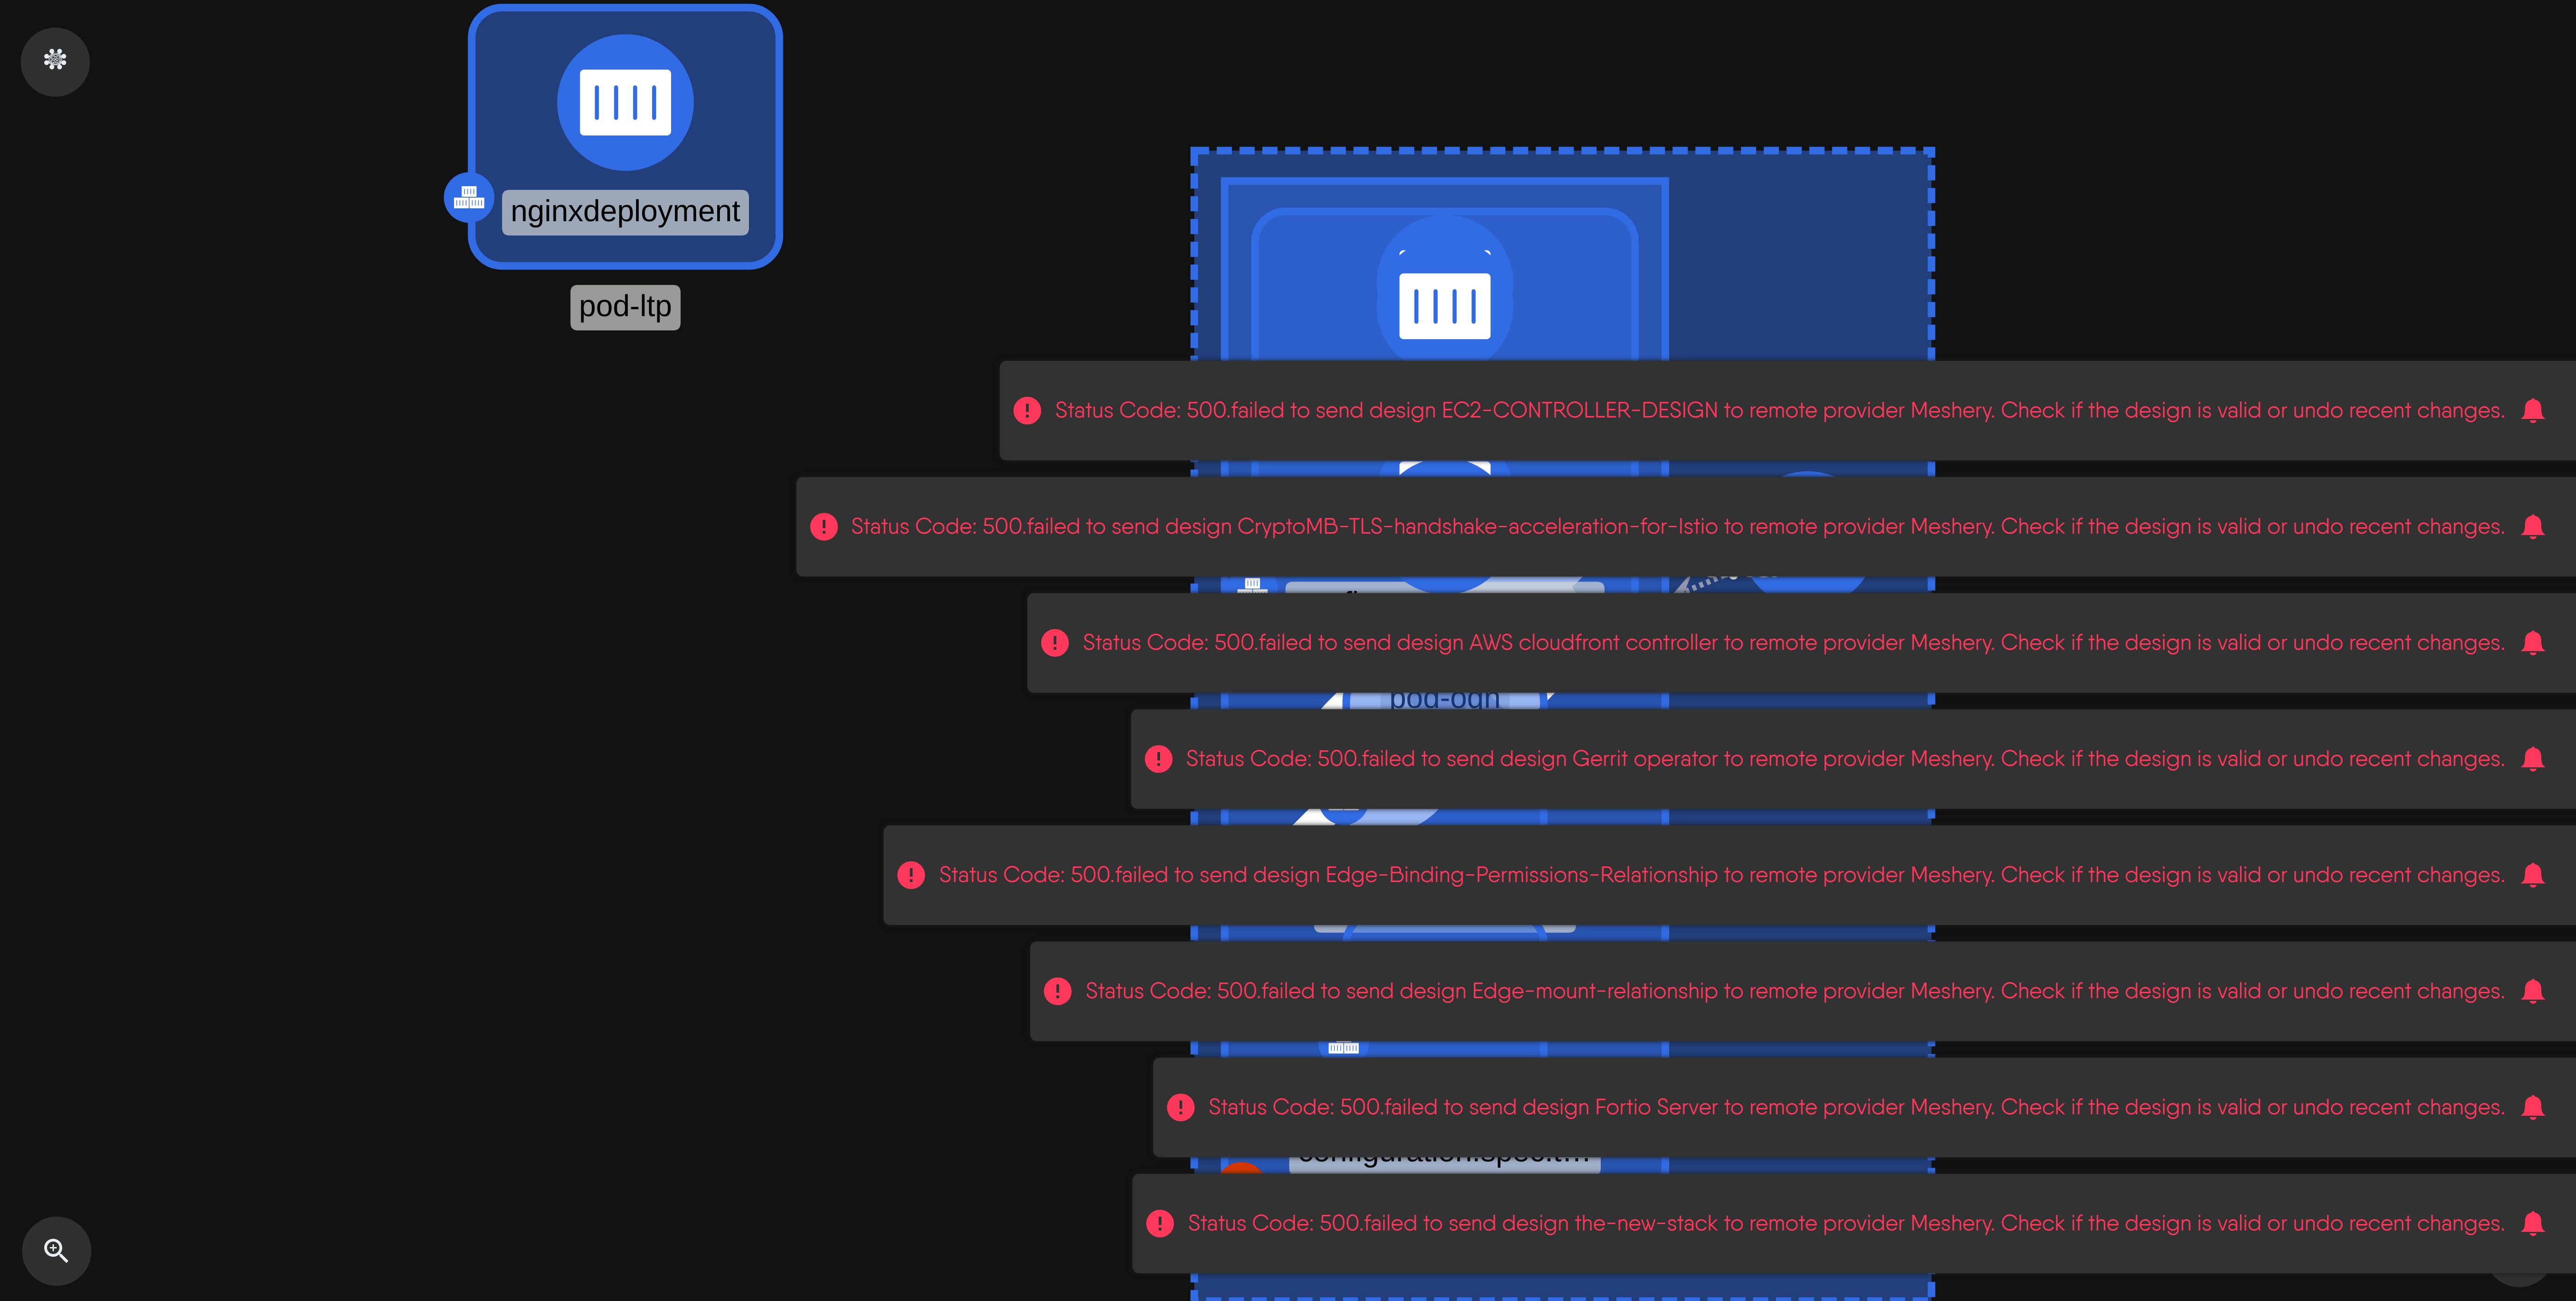 nginxdeployment
pod-ltp
Status Code: 500.failed to send design EC2-CONTROLLER-DESIGN to remote provider Meshery. Check if the design is valid or undo recent changes.
Status Code: 500.failed to send design CryptoMB-TLS-handshake-acceleration-for-Istio to remote provider Meshery. Check if the design is valid or undo recent changes.
Status Code: 500.failed to send design AWS cloudfront controller to remote provider Meshery. Check if the design is valid or undo recent changes.
Status Code: 500.failed to send design Gerrit operator to remote provider Meshery. Check if the design is valid or undo recent changes.
Status Code: 500.failed to send design Edge-Binding-Permissions-Relationship to remote provider Meshery. Check if the design is valid or undo recent changes.
Status Code: 500.failed to send design Edge-mount-relationship to remote provider Meshery. Check if the design is valid or undo recent changes.
Status Code: 500.failed to send design Fortio Server to remote provider Meshery. Check if the design is valid or undo recent changes.
Status Code: 500.failed to send design the-new-stack to remote provider Meshery. Check if the design is valid or undo recent changes.